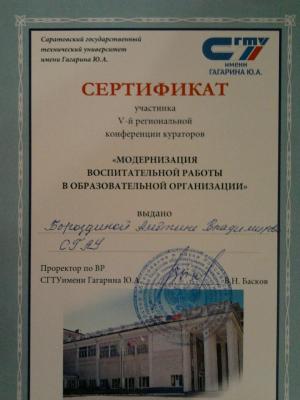 Саратовский государственный
технический университет
имени Гагарина Ю.А.
СГТУ
имени
ГАГАРИНА Ю.А.
СЕРТИФИКАТ
участника
V-й региональной
конференции кураторов
«МОДЕРНИЗАЦИЯ
ВОСПИТАТЕЛЬНОЙ РАБОТЫ
В ОБРАЗОВАТЕЛЬНОЙ ОРГАНИЗАЦИИ»
выдано
Бороздиной
Проректор по ВР
СГТУимени Гагарина Ю.А.
В.Н. Басков